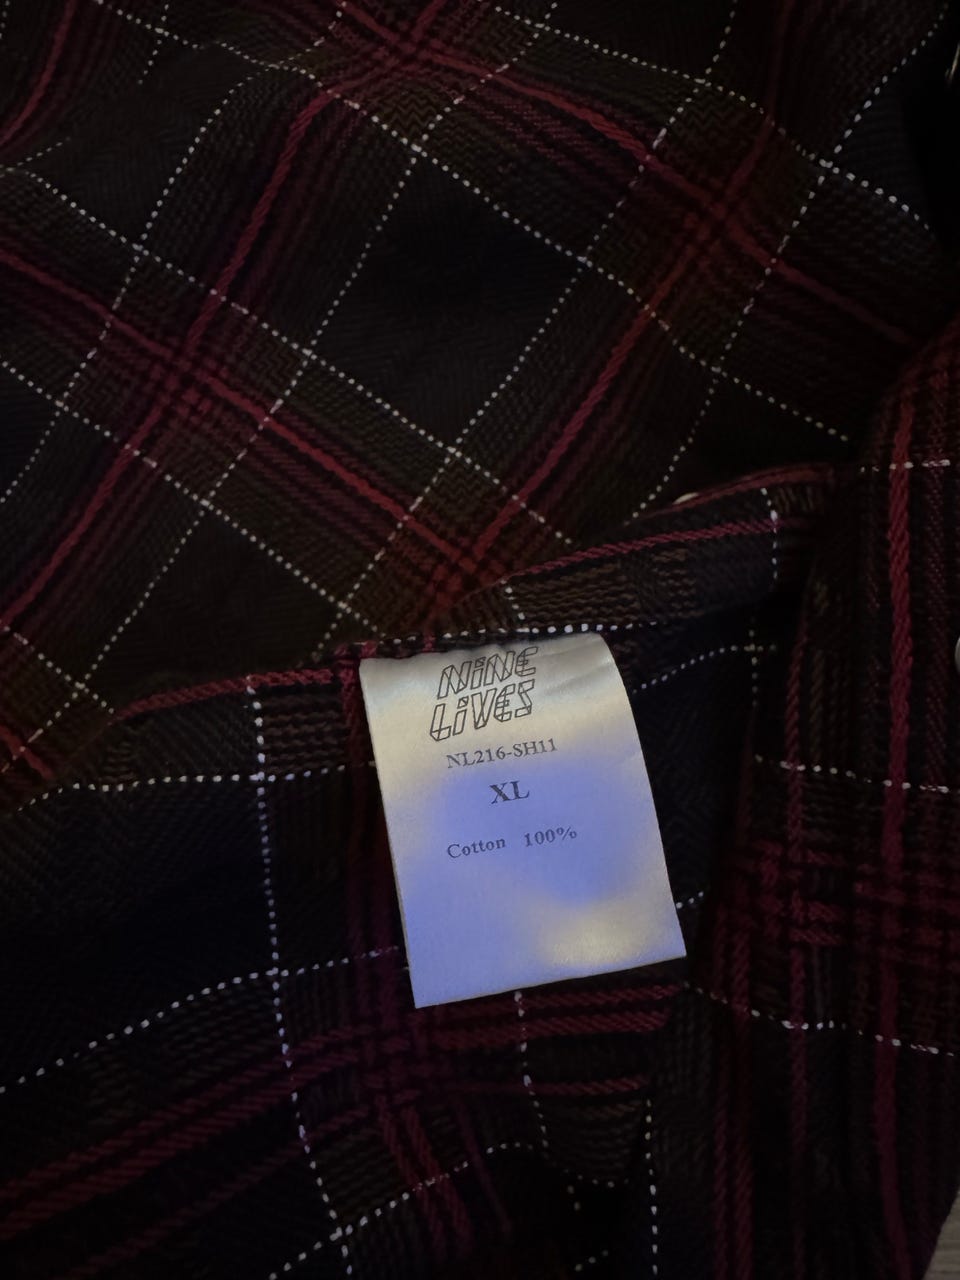 NiNE
LiVES
NL216-SH11
XL
Cotton 100%